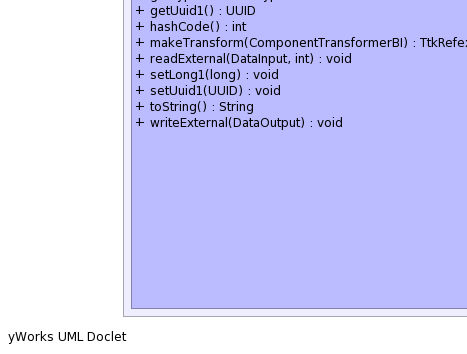 + getUuid1() : UUID
+ hashCode() : int
+ makeTransform(ComponentTransformerBI) : TtkRefex
+ readExternal(DataInput, int) : void
+ setLong1(long) : void
+ setUuid1(UUID) : void
+ toString() : String
+ writeExternal(DataOutput) : void
yWorks UML Doclet